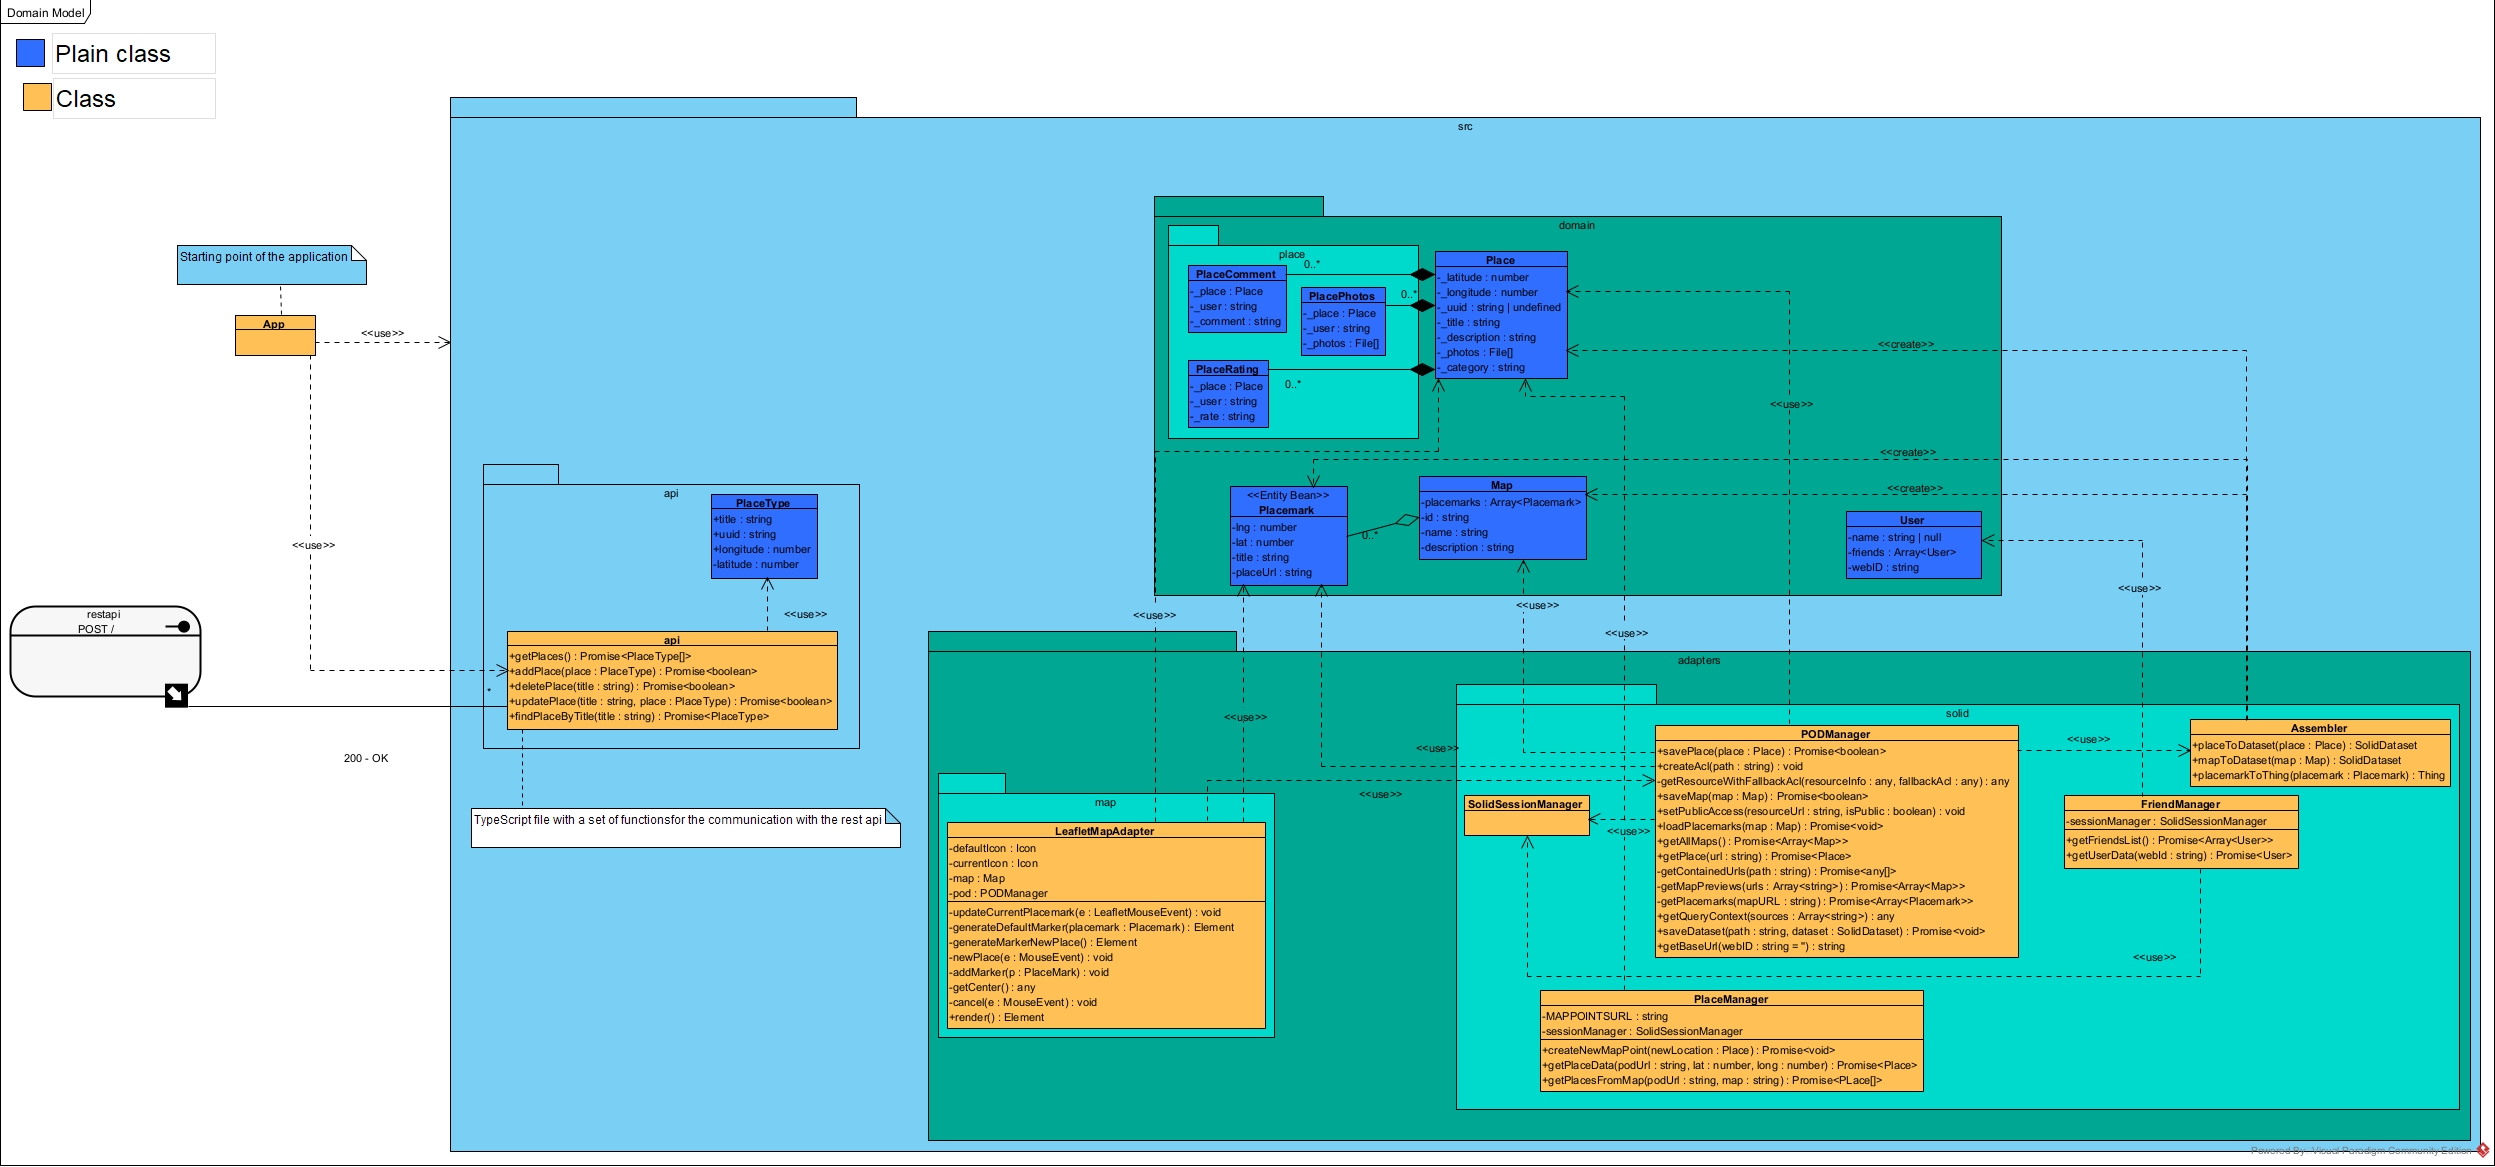 Domain Model
Plain class
Class
src
Starting point of the application
App
<<use>>
<<use>>
restapi
POST /
200 - OK
*
api
PlaceType
+title : string
+uuid : string
+longitude : number
-latitude : number
<<use>>
api
+getPlaces() : Promise<PlaceType[]>
+addPlace(place : PlaceType) : Promise<boolean>
+deletePlace(title : string) : Promise<boolean>
+updatePlace(title : string, place : PlaceType) : Promise<boolean>
+findPlaceByTitle(title : string) : Promise<PlaceType>
TypeScript file with a set of functionsfor the communication with the rest api
domain
place
PlaceComment
-_place : Place
-_user : string
-_comment : string
0..*
PlacePhotos
-_place : Place
-_user : string
-_photos : File[]
0..*
PlaceRating
-_place : Place
-_user : string
-_rate : string
0..*
Place
-_latitude : number
-_longitude : number
-_uuid : string | undefined
-_title : string
-_description : string
-_photos : File[]
-_category : string
<<create>>
<<use>>
<<create>>
<<create>>
<<Entity Bean>>
Placemark
-lng : number
-lat : number
-title : string
-placeUrl : string
0..*
Map
-placemarks : Array<Placemark>
-id : string
-name : string
-description : string
User
-name : string | null
-friends : Array<User>
-webID : string
<<use>>
<<use>>
<<use>>
<<use>>
adapters
<<use>>
<<use>>
<<use>>
map
LeafletMapAdapter
-defaultIcon : Icon
-currentIcon : Icon
-map : Map
-pod : PODManager
-updateCurrentPlacemark(e : LeafletMouseEvent) : void
-generateDefaultMarker(placemark : Placemark) : Element
-generateMarkerNewPlace() : Element
-newPlace(e : MouseEvent) : void
-addMarker(p : PlaceMark) : void
-getCenter() : any
-cancel(e : MouseEvent) : void
+render() : Element
solid
SolidSessionManager
<<use>>
PODManager
+savePlace(place : Place) : Promise<boolean>
+createAcl(path : string) : void
-getResourceWithFallbackAcl(resourceInfo : any, fallbackAcl : any) : any
+saveMap(map : Map) : Promise<boolean>
+setPublicAccess(resourceUrl : string, isPublic : boolean) : void
+loadPlacemarks(map : Map) : Promise<void>
+getAllMaps() : Promise<Array<Map>>
+getPlace(url : string) : Promise<Place>
-getContainedUrls(path : string) : Promise<any[]>
-getMapPreviews(urls : Array<string>) : Promise<Array<Map>>
-getPlacemarks(mapURL : string) : Promise<Array<Placemark>>
+getQueryContext(sources : Array<string>) : any
+saveDataset(path : string, dataset : SolidDataset) : Promise<void>
+getBaseUrl(webID : string = '') : string
<<use>>
Assembler
+placeToDataset(place : Place) : SolidDataset
+mapToDataset(map : Map) : SolidDataset
+placemarkToThing(placemark : Placemark) : Thing
FriendManager
-sessionManager : SolidSessionManager
+getFriendsList() : Promise<Array<User>>
+getUserData(webId : string) : Promise<User>
<<use>>
PlaceManager
-MAPPOINTSURL : string
-sessionManager : SolidSessionManager
+createNewMapPoint(newLocation : Place) : Promise<void>
+getPlaceData(podUrl : string, lat : number, long : number) : Promise<Place>
+getPlacesFromMap(podUrl : string, map : string) : Promise<PLace[]>
Powered By: Visual Paradigm Community Edition